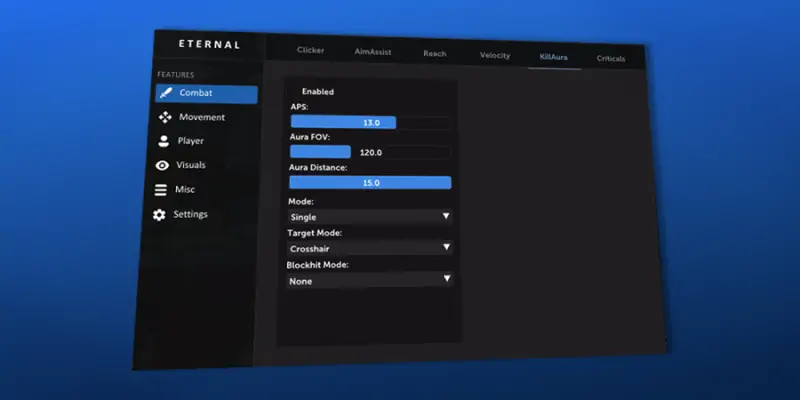 ETERNAL
Clicker AimAssist Reach Velocity KillAura Criticals
FEATURES
Combat
Movement
Player
Visuals
Misc
Settings
Enabled
APS:
13.0
Aura FOV:
120.0
Aura Distance:
15.0
Mode:
Single
Target Mode:
Crosshair
Blockhit Mode:
None